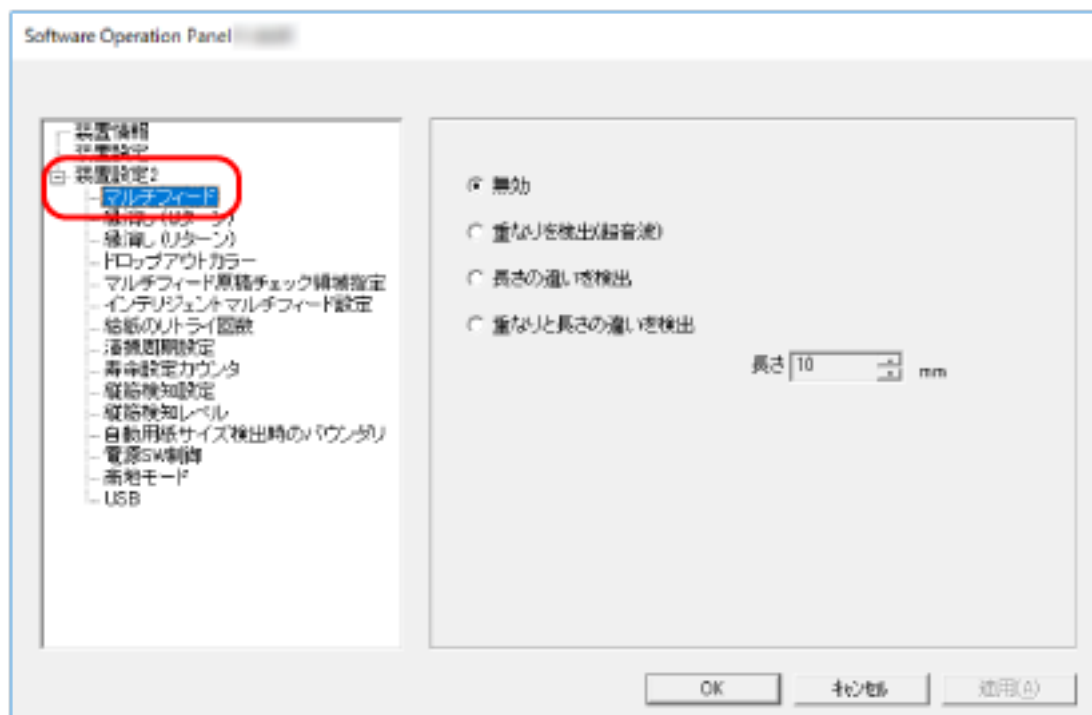 Software Operation Panel
装置情報
装置設定
装置設定2
マルチフィード
縁消し(Uターン)
縁消し(リターン)
ドロップアウトカラー
マルチフィード原稿チェック領域指定
インテリジェントマルチフィード設定
給紙のリトライ回数
清掃周期設定
寿命設定カウンタ
縦筋検知設定
縦筋検知レベル
自動用紙サイズ検出時のバウンダリ
電源SW制御
高地モード
USB
無効
重なりを検出(超音波)
長さの違いを検出
重なりと長さの違いを検出
長さ 10 mm
OK キャンセル 適用(A)